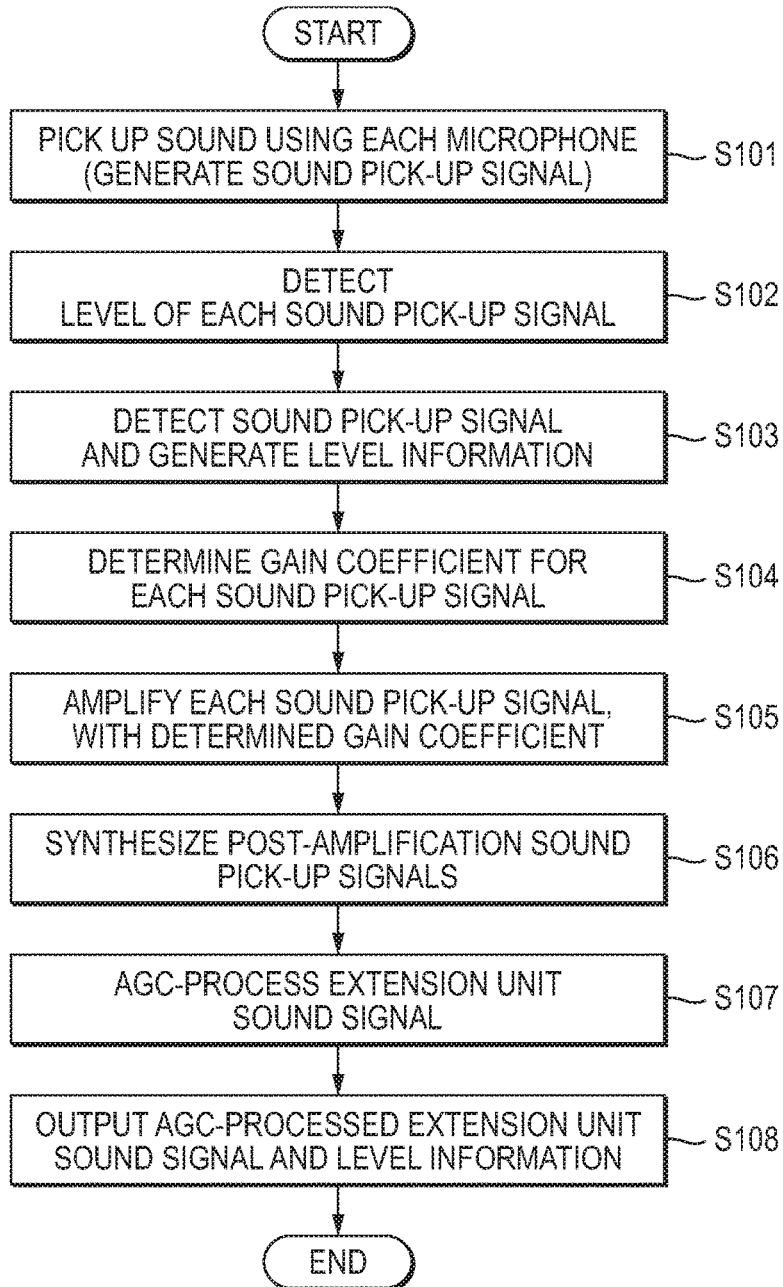 START
PICK UP SOUND USING EACH MICROPHONE
(GENERATE SOUND PICK-UP SIGNAL)
S101
DETECT
LEVEL OF EACH SOUND PICK-UP SIGNAL
S102
DETECT SOUND PICK-UP SIGNAL
AND GENERATE LEVEL INFORMATION
S103
DETERMINE GAIN COEFFICIENT FOR
EACH SOUND PICK-UP SIGNAL
S104
AMPLIFY EACH SOUND PICK-UP SIGNAL,
WITH DETERMINED GAIN COEFFICIENT
S105
SYNTHESIZE POST-AMPLIFICATION SOUND
PICK-UP SIGNALS
S106
AGC-PROCESS EXTENSION UNIT
SOUND SIGNAL
S107
OUTPUT AGC-PROCESSED EXTENSION UNIT
SOUND SIGNAL AND LEVEL INFORMATION
S108
END